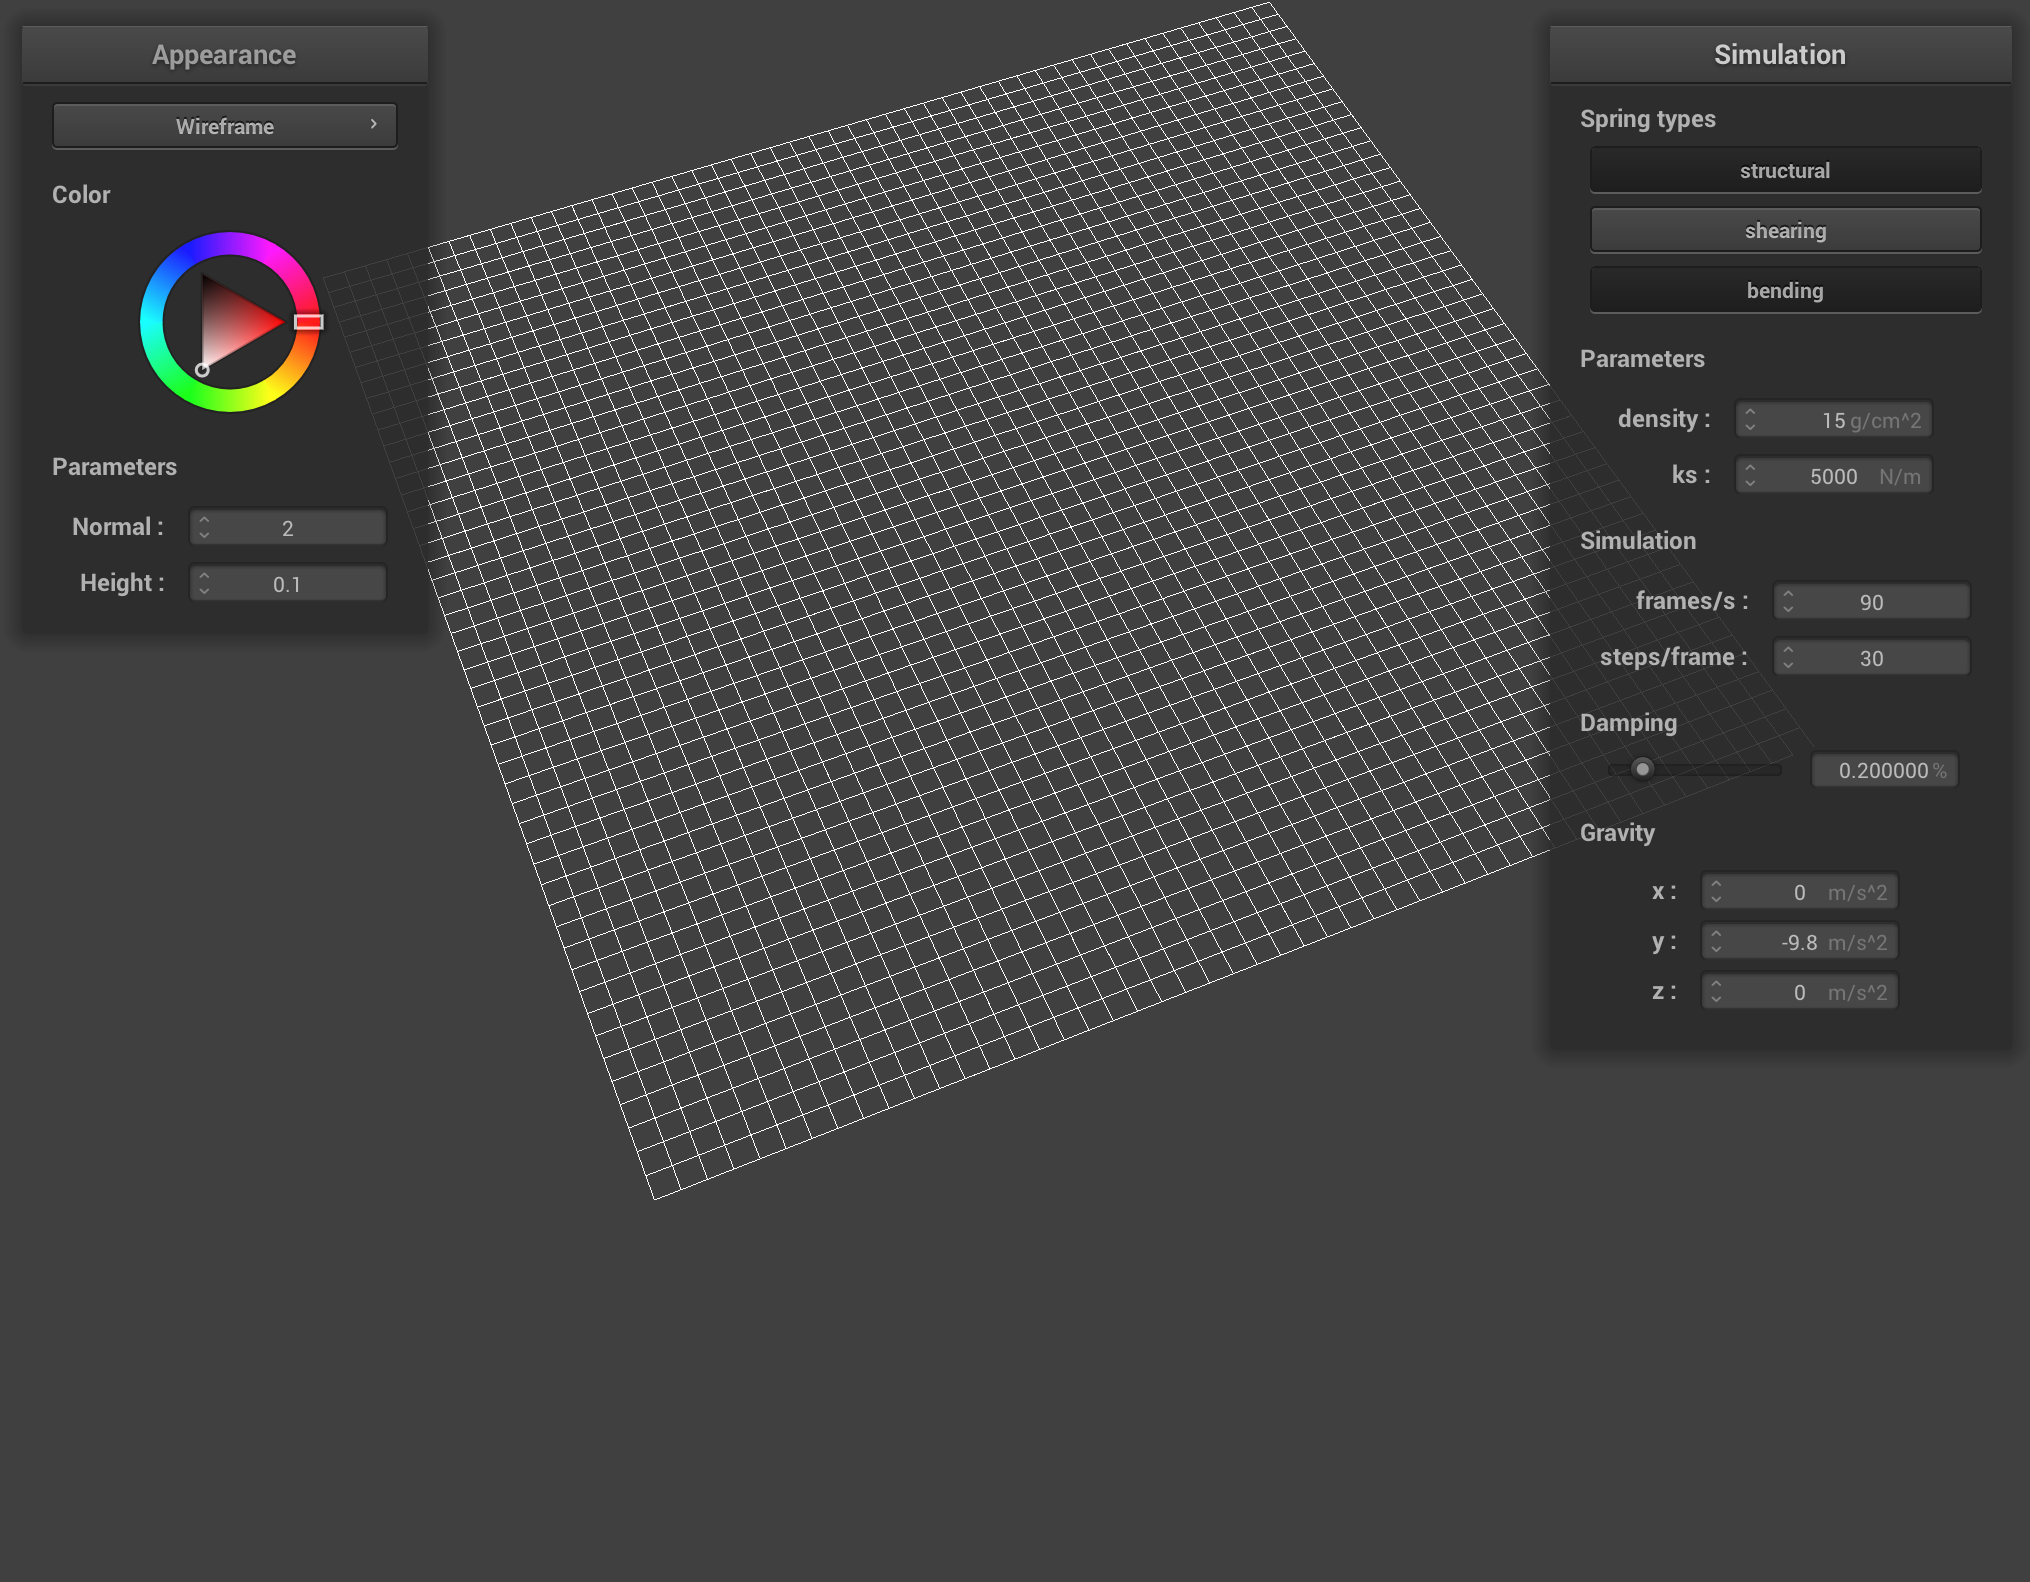 Appearance
Wireframe
Color
Parameters
Normal : 2
Height : 0.1
Simulation
Spring types
structural
shearing
bending
Parameters
density : 15 g/cm^2
ks : 5000 N/m
Simulation
frames/s : 90
steps/frame : 30
Damping
0.200000 %
Gravity
x : 0 m/s^2
y : -9.8 m/s^2
z : 0 m/s^2